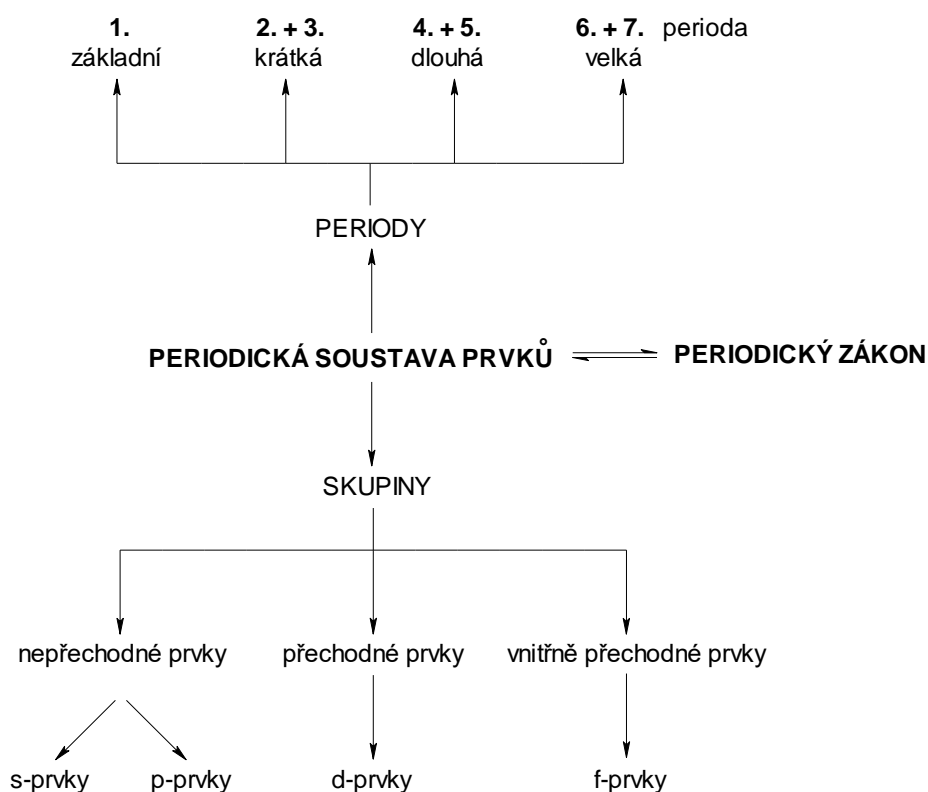 1. 2. + 3. 4. + 5. 6. + 7. perioda
základní krátká dlouhá velká
PERIODY
PERIODICKÁ SOUSTAVA PRVKŮ PERIODICKÝ ZÁKON
SKUPINY
nepřechodné prvky přechodné prvky vnitřně přechodné prvky
s-prvky p-prvky d-prvky f-prvky